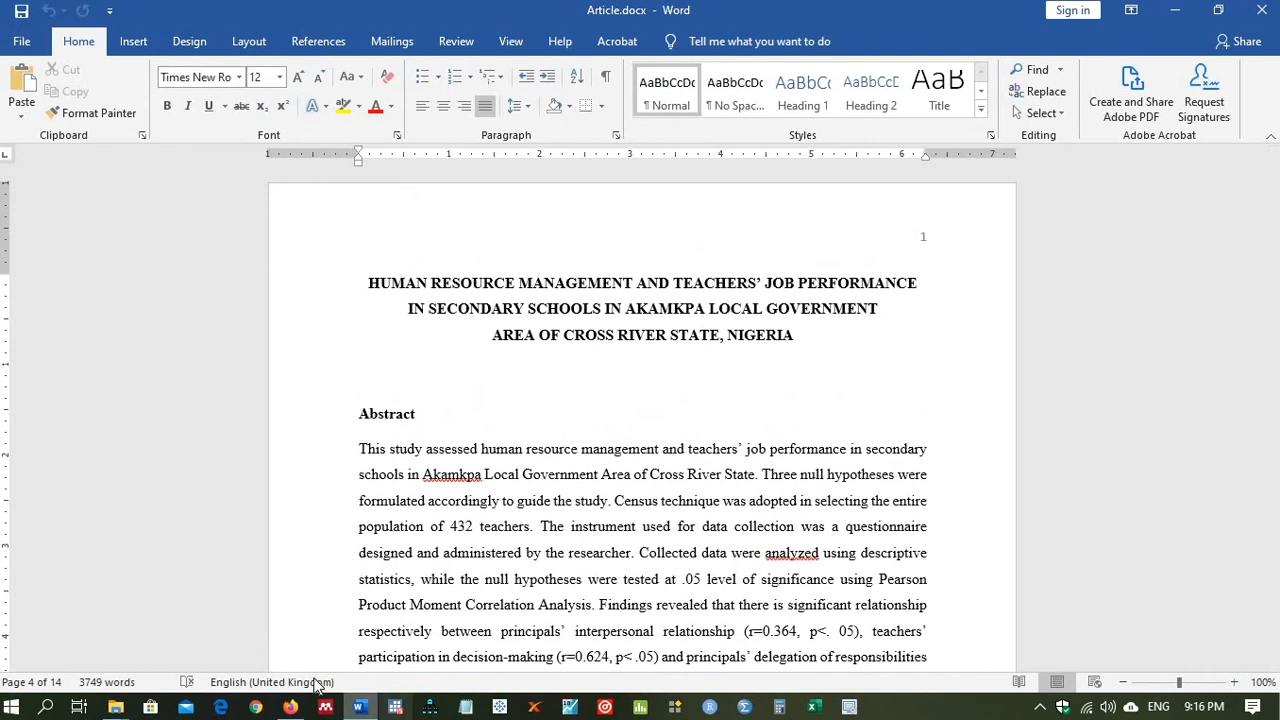 Article.docx - Word
Sign in
File Home Insert Design Layout References Mailings Review View Help Acrobat Tell me what you want to do Share
Paste
Cut
Copy
Format Painter
Clipboard
Times New Ro 12
Font
Paragraph
AaBbCcDc AaBbCcDc AaBbCc AaBbCcD AaB
¶ Normal ¶ No Spac... Heading 1 Heading 2 Title
Styles
Find
Replace
Select
Editing
Create and Share Adobe PDF
Request Signatures
Adobe Acrobat
1 1 2 3 4 5 6 7
1
HUMAN RESOURCE MANAGEMENT AND TEACHERS’ JOB PERFORMANCE
IN SECONDARY SCHOOLS IN AKAMKPA LOCAL GOVERNMENT
AREA OF CROSS RIVER STATE, NIGERIA
Abstract
This study assessed human resource management and teachers’ job performance in secondary
schools in Akamkpa Local Government Area of Cross River State. Three null hypotheses were
formulated accordingly to guide the study. Census technique was adopted in selecting the entire
population of 432 teachers. The instrument used for data collection was a questionnaire
designed and administered by the researcher. Collected data were analyzed using descriptive
statistics, while the null hypotheses were tested at .05 level of significance using Pearson
Product Moment Correlation Analysis. Findings revealed that there is significant relationship
respectively between principals’ interpersonal relationship (r=0.364, p<. 05), teachers’
participation in decision-making (r=0.624, p< .05) and principals’ delegation of responsibilities
Page 4 of 14 3749 words English (United Kingdom) 100%
ENG 9:16 PM